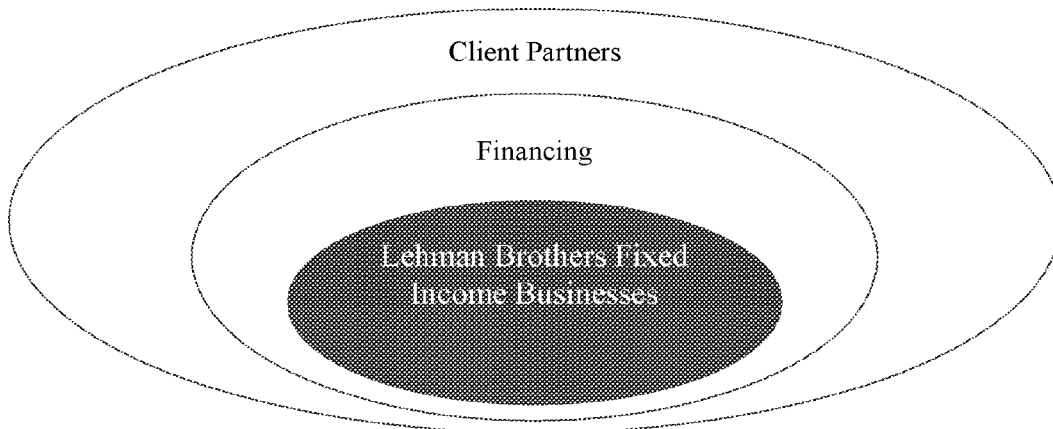 Client Partners
Financing
Lehman Brothers Fixed
Income Businesses